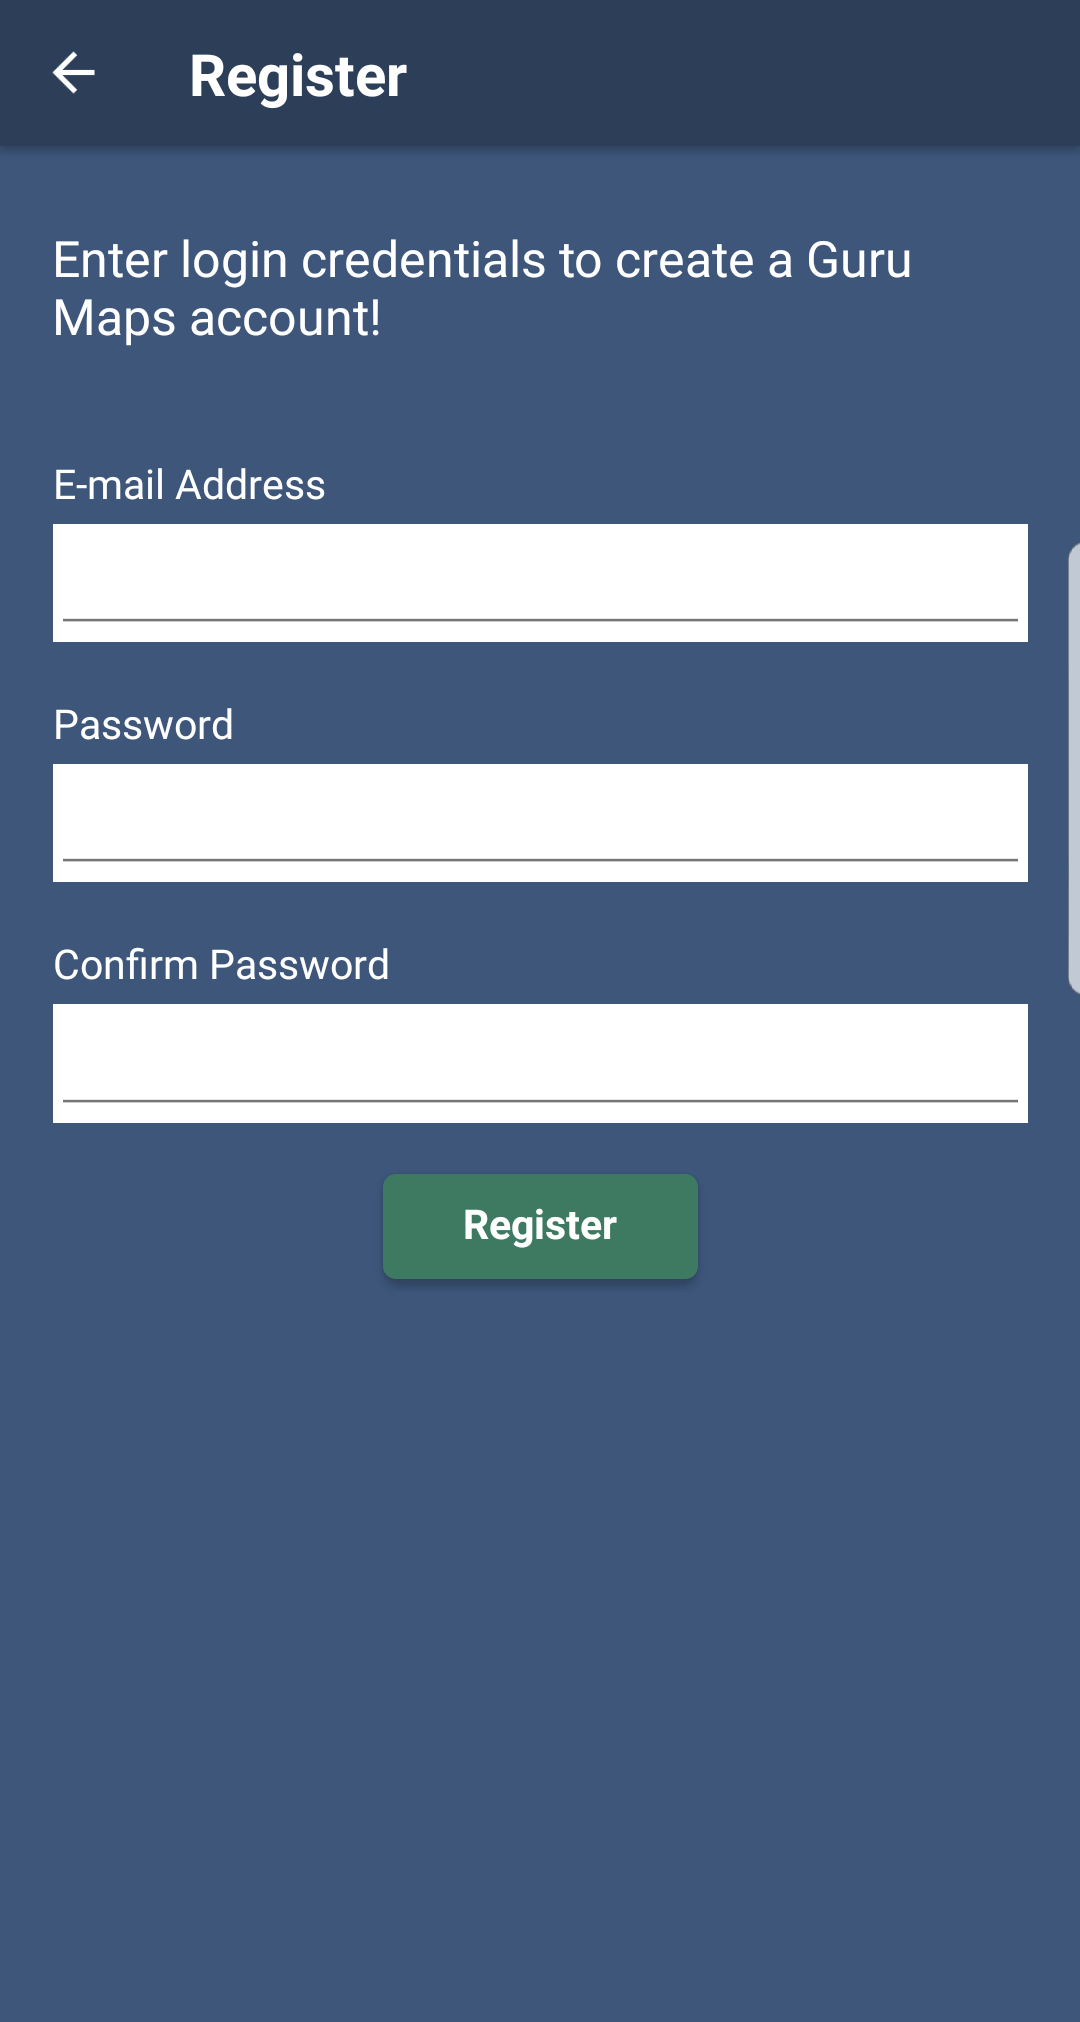 Register
Enter login credentials to create a Guru
Maps account!
E-mail Address
Password
Confirm Password
Register